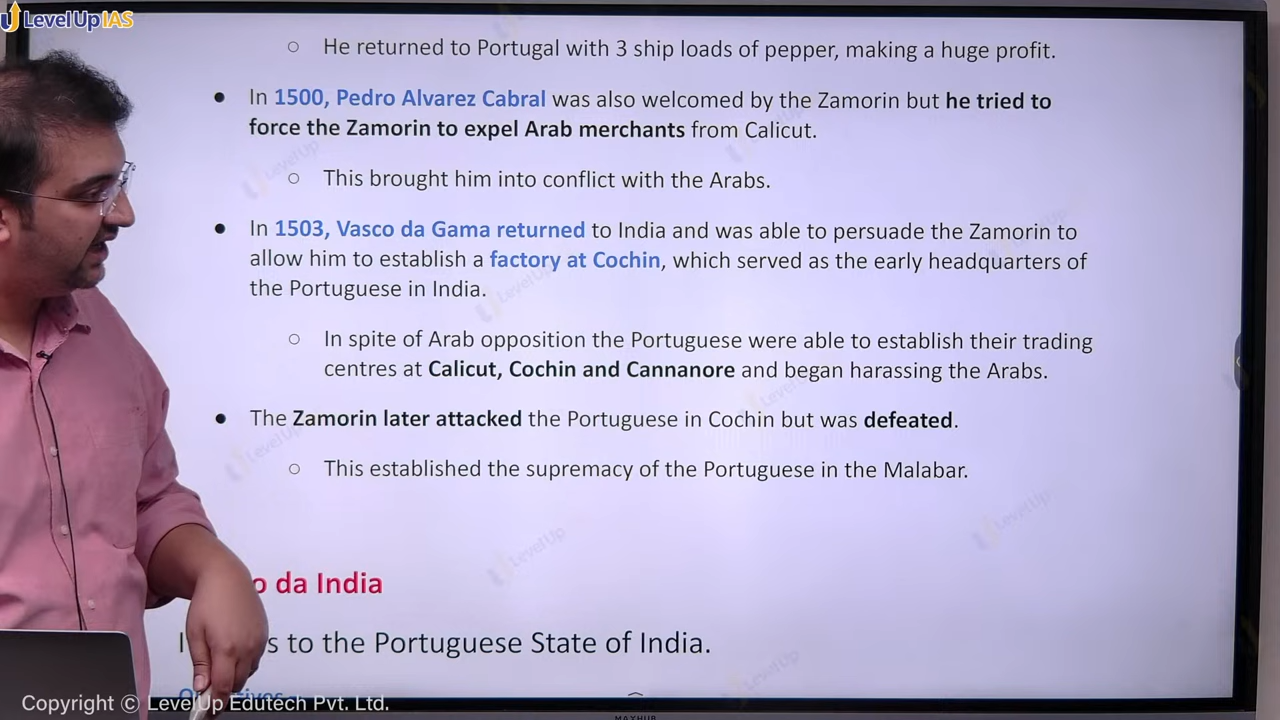 LevelUp IAS
○ He returned to Portugal with 3 ship loads of pepper, making a huge profit.
● In 1500, Pedro Alvarez Cabral was also welcomed by the Zamorin but he tried to
force the Zamorin to expel Arab merchants from Calicut.
○ This brought him into conflict with the Arabs.
● In 1503, Vasco da Gama returned to India and was able to persuade the Zamorin to
allow him to establish a factory at Cochin, which served as the early headquarters of
the Portuguese in India.
○ In spite of Arab opposition the Portuguese were able to establish their trading
centres at Calicut, Cochin and Cannanore and began harassing the Arabs.
● The Zamorin later attacked the Portuguese in Cochin but was defeated.
○ This established the supremacy of the Portuguese in the Malabar.
da India
to the Portuguese State of India.
Copyright © LevelUp Edutech Pvt. Ltd.
MAXHUB